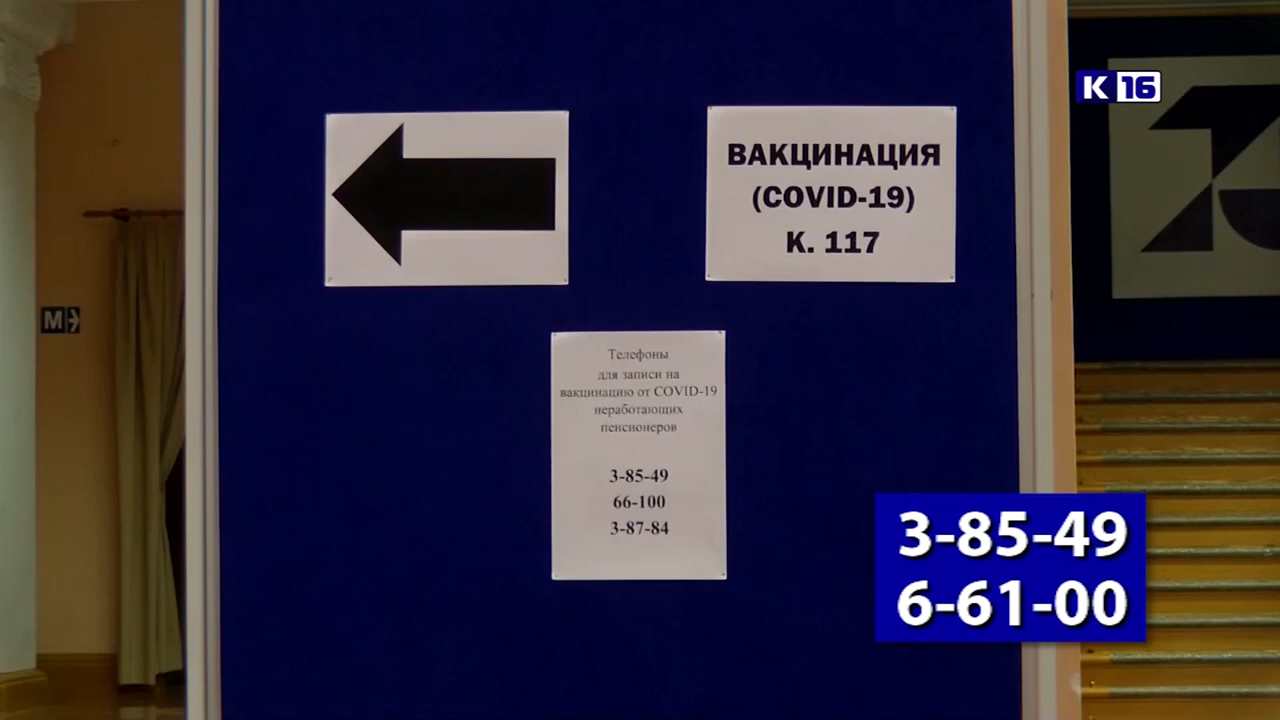 К 16
ВАКЦИНАЦИЯ
(COVID-19)
К. 117
М
Телефоны
для записи на
вакцинацию от COVID-19
неработающих
пенсионеров
3-85-49
66-100
3-87-84
3-85-49
6-61-00